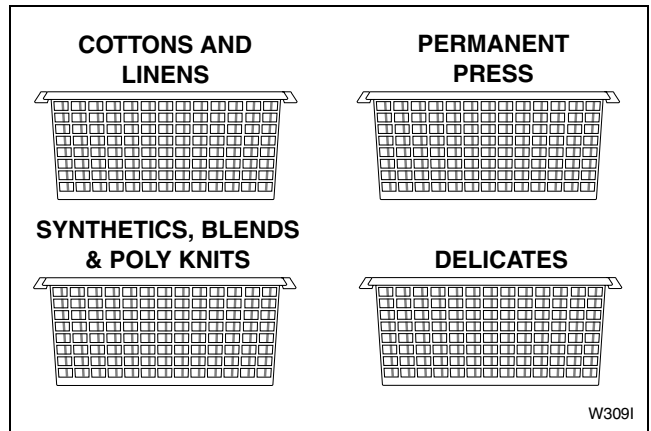 COTTONS AND
LINENS
PERMANENT
PRESS
SYNTHETICS, BLENDS
& POLY KNITS
DELICATES
W309I